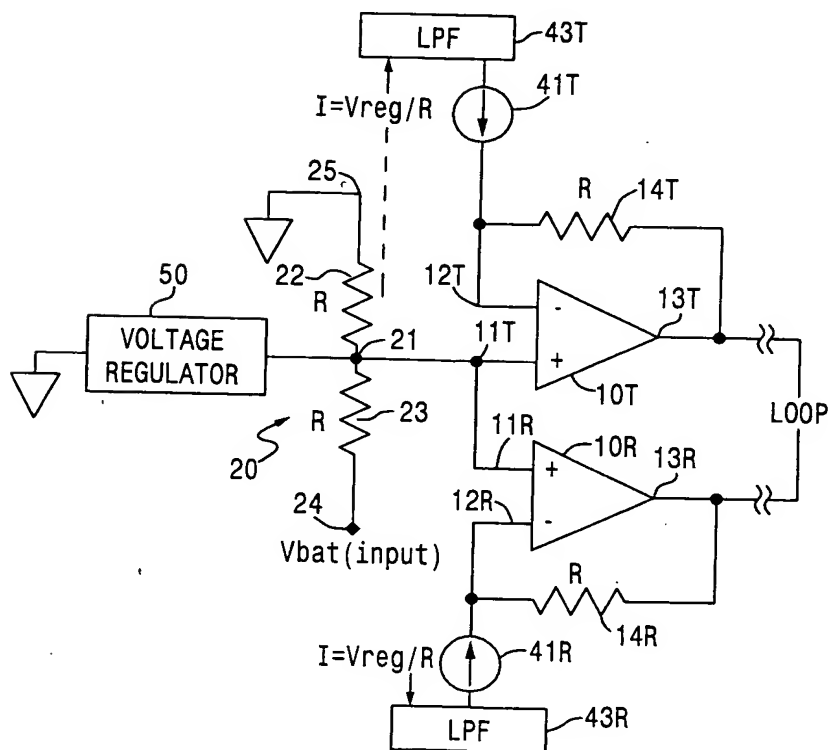 LPF
43T
I=Vreg/R
41T
25
R
14T
22
R
12T
13T
50
-
VOLTAGE
REGULATOR
21
11T
+
10T
23
R
LOOP
20
11R
10R
+
13R
24
12R
-
Vbat(input)
R
14R
I=Vreg/R
41R
LPF
43R